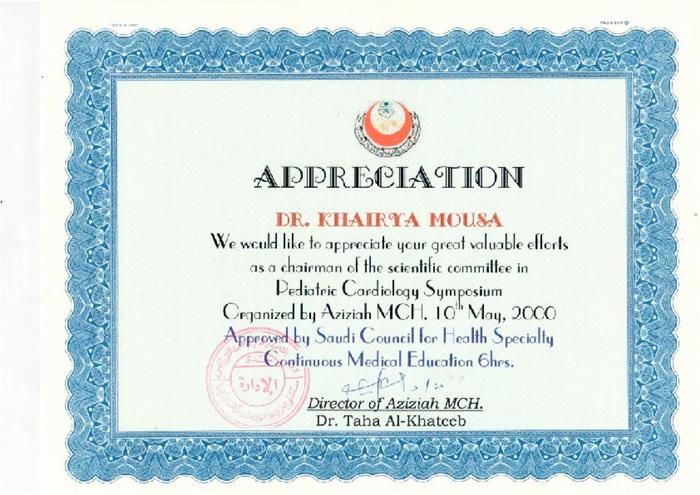 APPRECIATION
DR. KHAIRYA MOUSA
We would like to appreciate your great valuable efforts
as a chairman of the scientific committee in
Pediatric Cardiology Symposium
Organized by Aziziah MCH. 10th May, 2000
Approved by Saudi Council for Health Specialty
Continuous Medical Education 6hrs.
الإدارة
Director of Aziziah MCH.
Dr. Taha Al-Khateeb